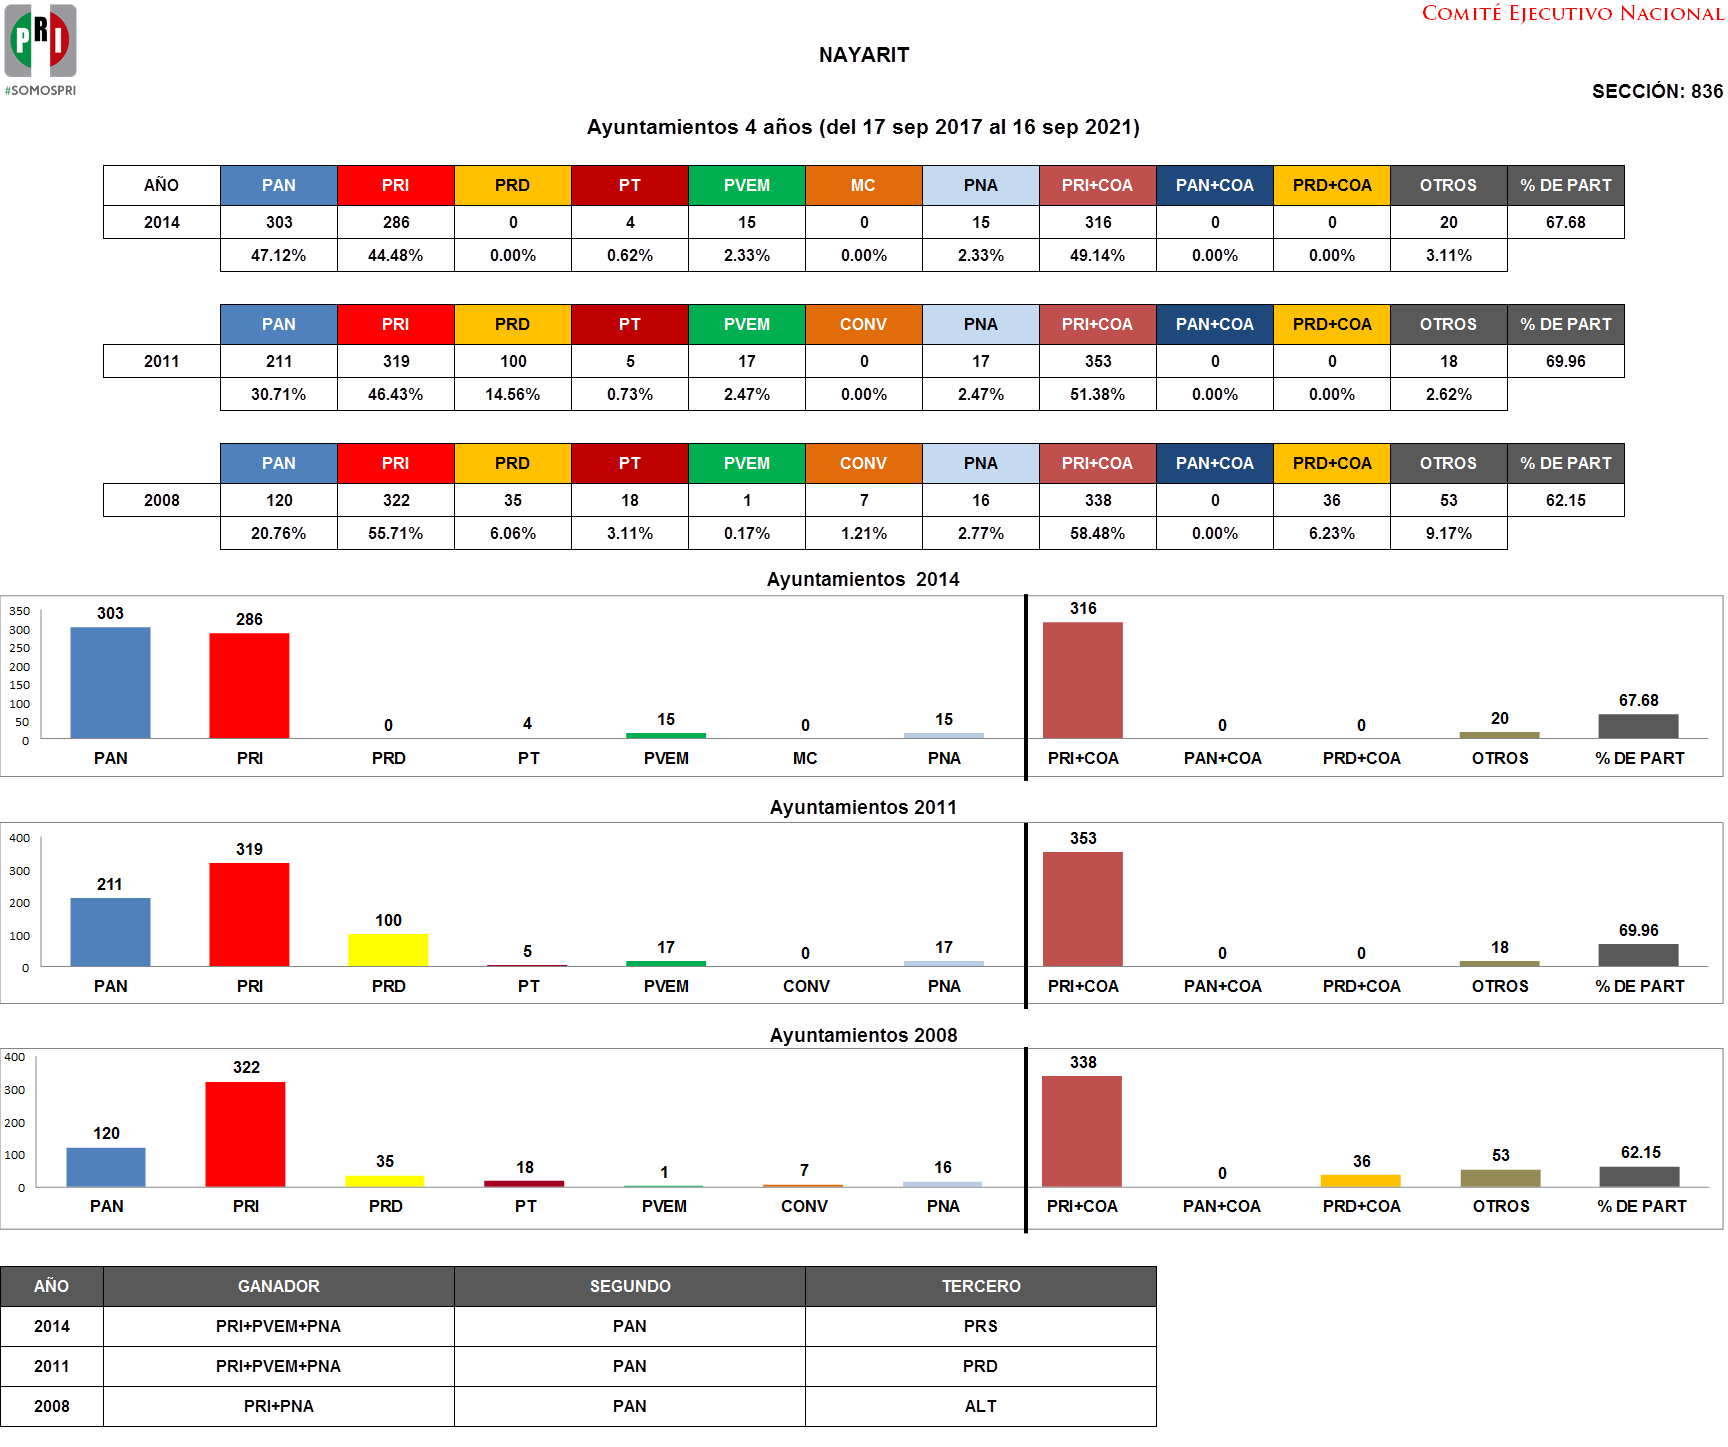 COMITÉ EJECUTIVO NACIONAL
PRI
#SOMOSPRI
NAYARIT
SECCIÓN: 836
Ayuntamientos 4 años (del 17 sep 2017 al 16 sep 2021)
AÑO PAN PRI PRD PT PVEM MC PNA PRI+COA PAN+COA PRD+COA OTROS % DE PART
2014 303 286 0 4 15 0 15 316 0 0 20 67.68
47.12% 44.48% 0.00% 0.62% 2.33% 0.00% 2.33% 49.14% 0.00% 0.00% 3.11%
PAN PRI PRD PT PVEM CONV PNA PRI+COA PAN+COA PRD+COA OTROS % DE PART
2011 211 319 100 5 17 0 17 353 0 0 18 69.96
30.71% 46.43% 14.56% 0.73% 2.47% 0.00% 2.47% 51.38% 0.00% 0.00% 2.62%
PAN PRI PRD PT PVEM CONV PNA PRI+COA PAN+COA PRD+COA OTROS % DE PART
2008 120 322 35 18 1 7 16 338 0 36 53 62.15
20.76% 55.71% 6.06% 3.11% 0.17% 1.21% 2.77% 58.48% 0.00% 6.23% 9.17%
Ayuntamientos 2014
350
300
250
200
150
100
50
0
303 286 0 4 15 0 15 316 0 0 20 67.68
PAN PRI PRD PT PVEM MC PNA PRI+COA PAN+COA PRD+COA OTROS % DE PART
Ayuntamientos 2011
400
300
200
100
0
211 319 100 5 17 0 17 353 0 0 18 69.96
PAN PRI PRD PT PVEM CONV PNA PRI+COA PAN+COA PRD+COA OTROS % DE PART
Ayuntamientos 2008
400
300
200
100
0
120 322 35 18 1 7 16 338 0 36 53 62.15
PAN PRI PRD PT PVEM CONV PNA PRI+COA PAN+COA PRD+COA OTROS % DE PART
AÑO GANADOR SEGUNDO TERCERO
2014 PRI+PVEM+PNA PAN PRS
2011 PRI+PVEM+PNA PAN PRD
2008 PRI+PNA PAN ALT